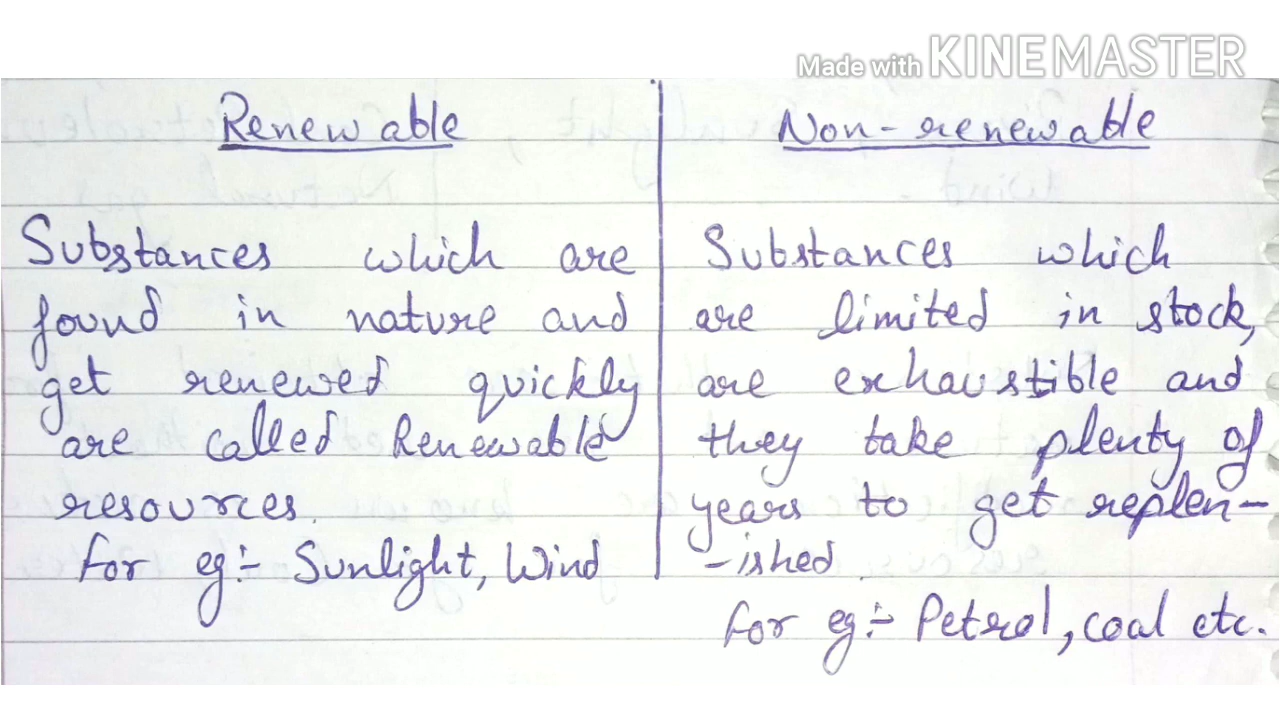 Made with KINEMASTER
Renewable
Substances which are
found in nature and
get renewed quickly
are called Renewable
resources.
for eg:- Sunlight, Wind
Non-renewable
Substances which
are limited in stock,
are exhaustible and
they take plenty of
years to get replen-
-ished.
for eg:- Petrol, coal etc.